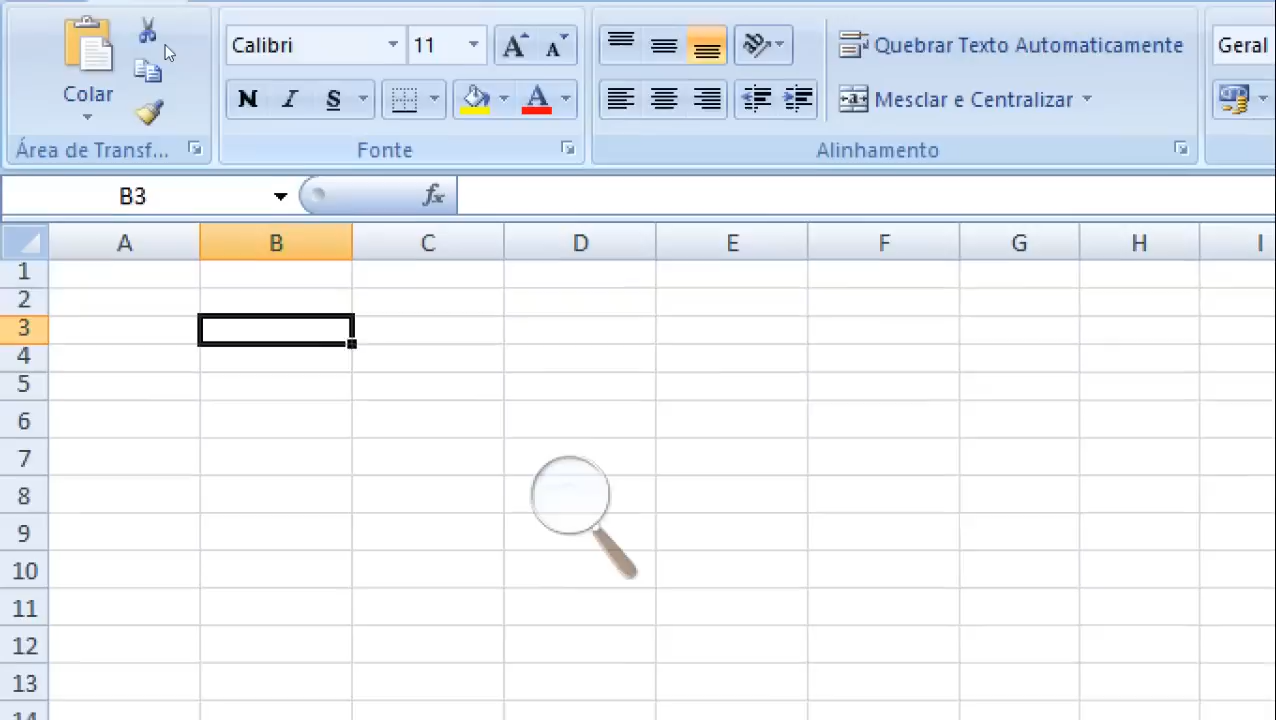 Calibri 11 Quebrar Texto Automaticamente Geral
Colar N I S A Mesclar e Centralizar
Área de Transf... Fonte Alinhamento
B3 fx
A B C D E F G H I
1
2
3
4
5
6
7
8
9
10
11
12
13
14